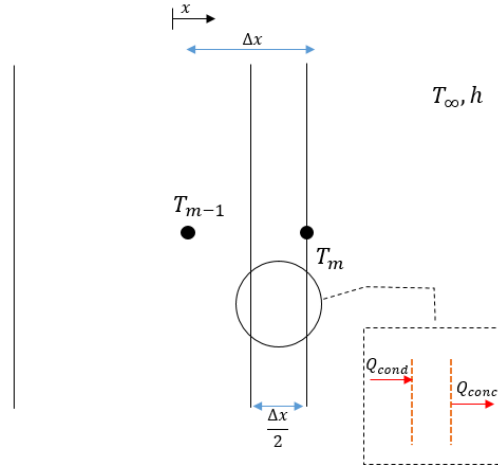 x
Δx
T∞, h
Tm−1
Tm
Qcond
Qconc
Δx
2